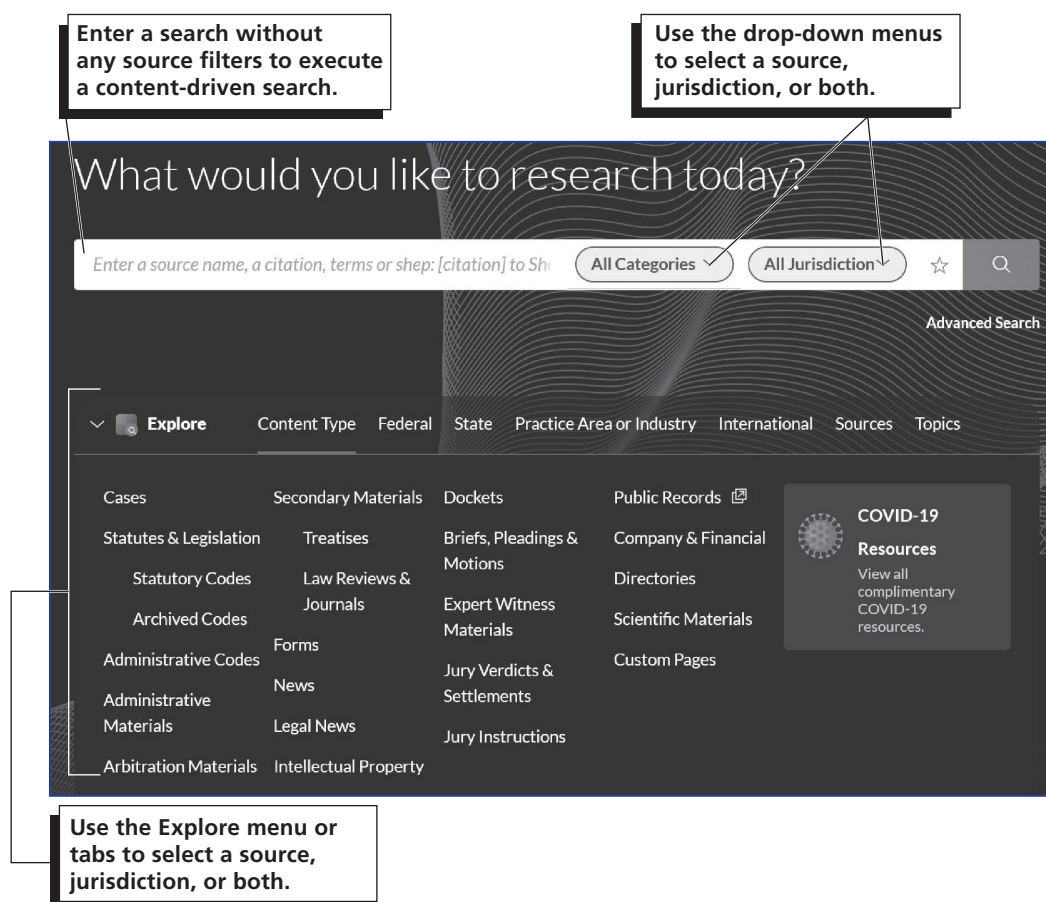 Enter a search without
any source filters to execute
a content-driven search.
Use the drop-down menus
to select a source,
jurisdiction, or both.
What would you like to research today?
Enter a source name, a citation, terms or shep: [citation] to
All Categories
All Jurisdiction
Advanced Search
Explore
Content Type
Federal
State
Practice Area or Industry
International
Sources
Topics
Cases
Statutes & Legislation
Statutory Codes
Archived Codes
Administrative Codes
Administrative
Materials
Arbitration Materials
Secondary Materials
Treatises
Law Reviews &
Journals
Forms
News
Legal News
Intellectual Property
Dockets
Briefs, Pleadings &
Motions
Expert Witness
Materials
Jury Verdicts &
Settlements
Jury Instructions
Public Records
Company & Financial
Directories
Scientific Materials
Custom Pages
COVID-19
Resources
View all
complimentary
COVID-19
resources.
Use the Explore menu or
tabs to select a source,
jurisdiction, or both.